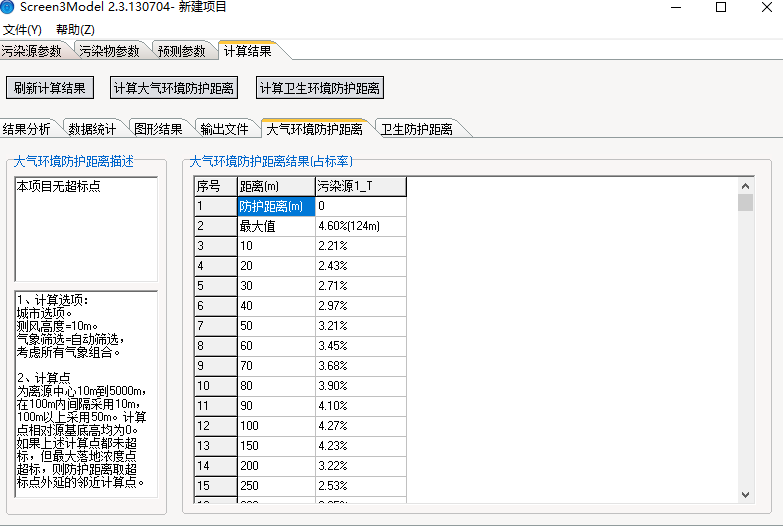 Screen3Model 2.3.130704- 新建项目
文件(Y) 帮助(Z)
污染源参数 污染物参数 预测参数 计算结果
刷新计算结果 计算大气环境防护距离 计算卫生环境防护距离
结果分析 数据统计 图形结果 输出文件 大气环境防护距离 卫生防护距离
大气环境防护距离描述
本项目无超标点
1、计算选项:
城市选项。
测风高度=10m。
气象筛选=自动筛选,
考虑所有气象组合。
2、计算点
为离源中心10m到5000m,
在100m内间隔采用10m,
100m以上采用50m。计算
点相对源基底高均为0。
如果上述计算点都未超
标,但最大落地浓度点
超标,则防护距离取超
标点外延的邻近计算点。
大气环境防护距离结果(占标率)
序号 距离(m) 污染源1_T
1 防护距离(m) 0
2 最大值 4.60%(124m)
3 10 2.21%
4 20 2.43%
5 30 2.71%
6 40 2.97%
7 50 3.21%
8 60 3.45%
9 70 3.68%
10 80 3.90%
11 90 4.10%
12 100 4.27%
13 150 4.23%
14 200 3.22%
15 250 2.53%